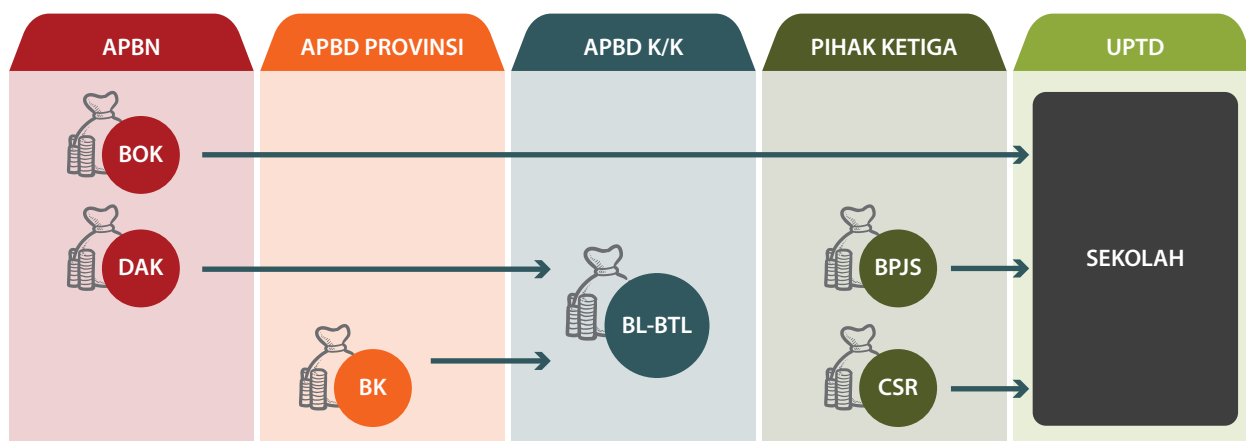 APBN
APBD PROVINSI
APBD K/K
PIHAK KETIGA
UPTD
BOK
DAK
BPJS
SEKOLAH
BL-BTL
BK
CSR